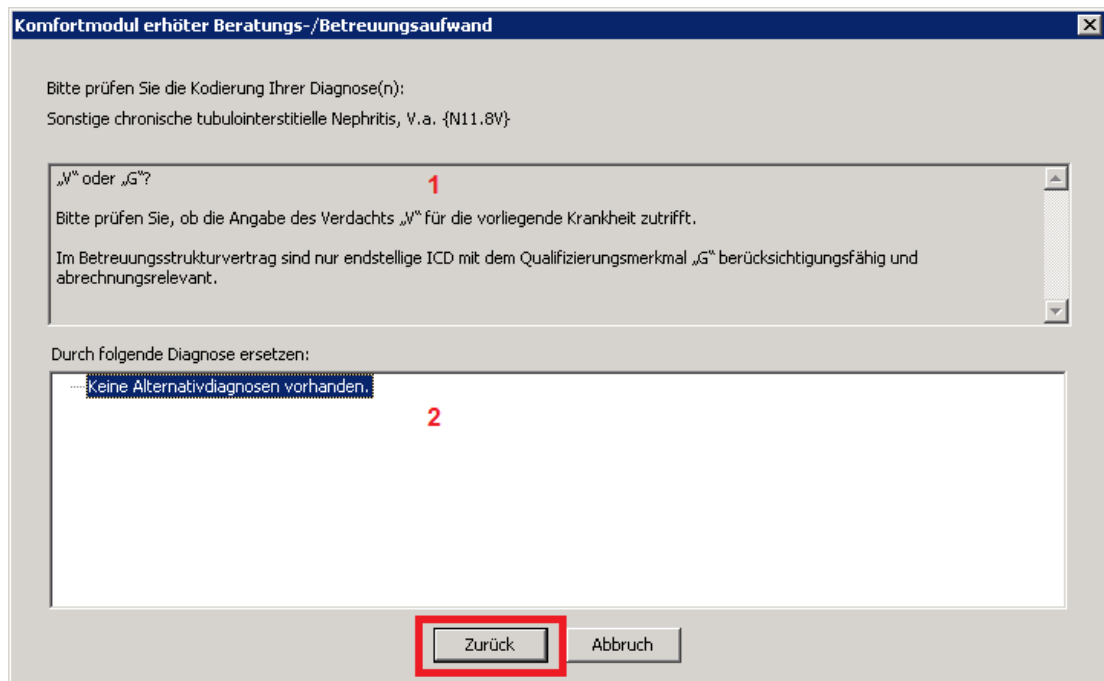 Komfortmodul erhöter Beratungs-/Betreuungsaufwand
Bitte prüfen Sie die Kodierung Ihrer Diagnose(n):
Sonstige chronische tubulointerstitielle Nephritis, V.a. {N11.8V}
„V“ oder „G“?
1
Bitte prüfen Sie, ob die Angabe des Verdachts „V“ für die vorliegende Krankheit zutrifft.
Im Betreuungsstrukturvertrag sind nur endstellige ICD mit dem Qualifizierungsmerkmal „G“ berücksichtigungsfähig und
abrechnungsrelevant.
Durch folgende Diagnose ersetzen:
Keine Alternativdiagnosen vorhanden.
2
Zurück
Abbruch